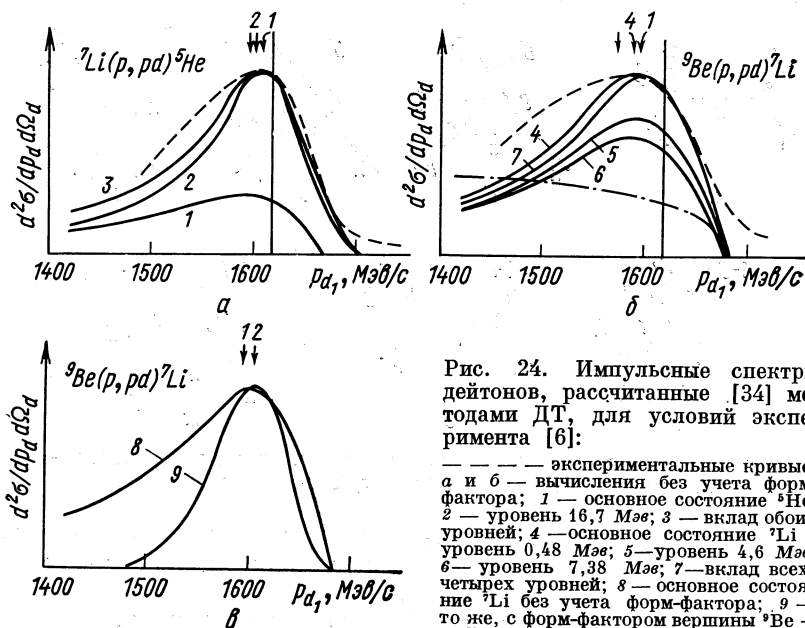 2 1
⁷Li(p,pd)⁵He
d²σ/dp_d dΩ_d
3
2
1
1400 1500 1600 p_d₁, Мэв/с
а
4 1
⁹Be(p,pd)⁷Li
d²σ/dp_d dΩ_d
4
7
5
6
1400 1500 1600 p_d₁, Мэв/с
б
12
⁹Be(p,pd)⁷Li
d²σ/dp_d dΩ_d
8
9
1400 1500 1600 p_d₁, Мэв/с
в
Рис. 24. Импульсные спектр
дейтонов, рассчитанные [34] ме
тодами ДТ, для условий экспе
римента [6]:
— — — — экспериментальные кривые
а и б — вычисления без учета форм
фактора; 1 — основное состояние ⁵He
2 — уровень 16,7 Мэв; 3 — вклад обои
уровней; 4 —основное состояние ⁷Li
уровень 0,48 Мэв; 5—уровень 4,6 Мэв
6— уровень 7,38 Мэв; 7—вклад всех
четырех уровней; 8 — основное состоя
ние ⁷Li без учета форм-фактора; 9 —
то же, с форм-фактором вершины ⁹Be —